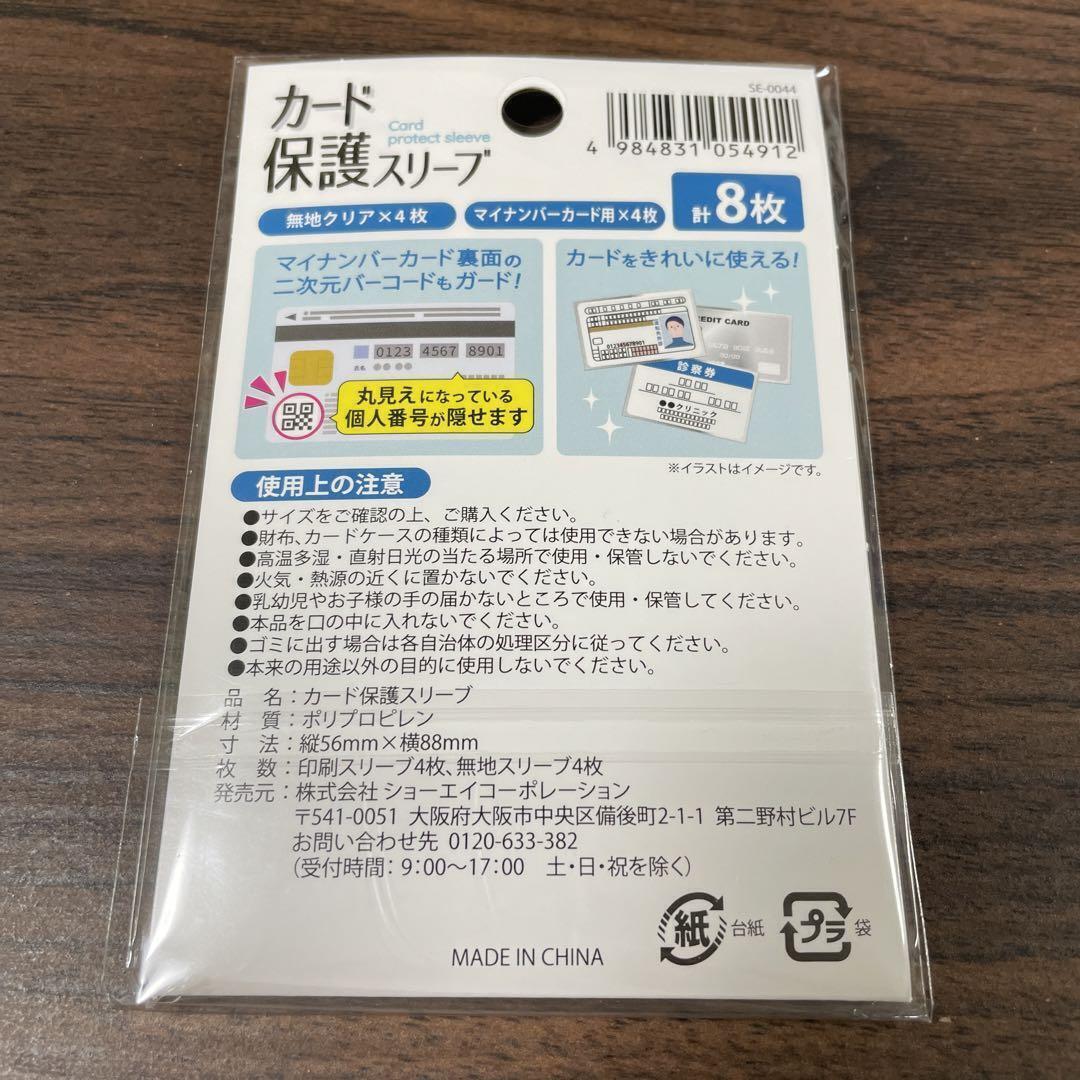 SE-0044
カード
保護スリーブ
Card
protect sleeve
4 984831 054912
無地クリア×4枚
マイナンバーカード用×4枚
計8枚
マイナンバーカード裏面の
二次元バーコードもガード!
0123 4567 8901
氏名
丸見えになっている
個人番号が隠せます
カードをきれいに使える!
012345678901
EDIT CARD
診察券
●●クリニック
※イラストはイメージです。
使用上の注意
●サイズをご確認の上、ご購入ください。
●財布、カードケースの種類によっては使用できない場合があります。
●高温多湿・直射日光の当たる場所で使用・保管しないでください。
●火気・熱源の近くに置かないでください。
●乳幼児やお子様の手の届かないところで使用・保管してください。
●本品を口の中に入れないでください。
●ゴミに出す場合は各自治体の処理区分に従ってください。
●本来の用途以外の目的に使用しないでください。
品 名:カード保護スリーブ
材 質:ポリプロピレン
寸 法:縦56mm×横88mm
枚 数:印刷スリーブ4枚、無地スリーブ4枚
発売元:株式会社 ショーエイコーポレーション
〒541-0051 大阪府大阪市中央区備後町2-1-1 第二野村ビル7F
お問い合わせ先 0120-633-382
(受付時間:9:00〜17:00 土・日・祝を除く)
紙 台紙 プラ 袋
MADE IN CHINA